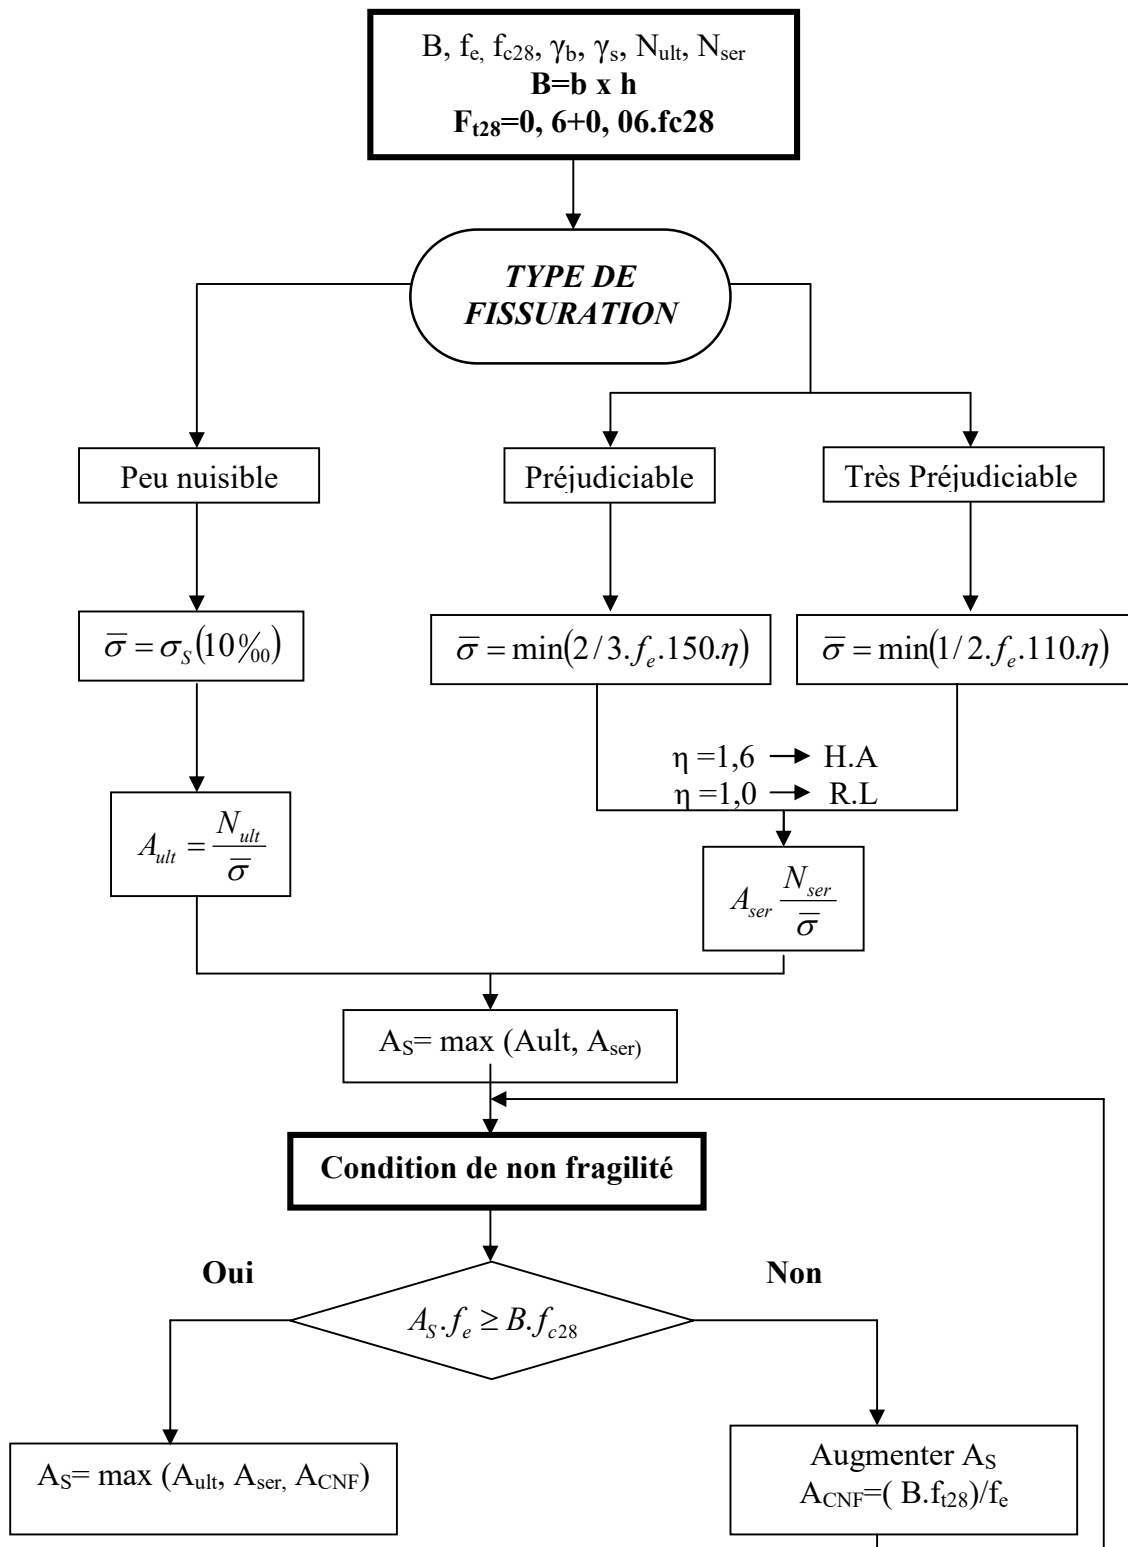 B, fe, fc28, γb, γs, Nult, Nser
B=b x h
Ft28=0, 6+0, 06.fc28
TYPE DE
FISSURATION
Peu nuisible
Préjudiciable
Très Préjudiciable
σ̅ = σS(10‰)
σ̅ = min(2/3.fe.150.η)
σ̅ = min(1/2.fe.110.η)
η =1,6 → H.A
η =1,0 → R.L
Ault = Nult / σ̅
Aser Nser / σ̅
AS= max (Ault, Aser)
Condition de non fragilité
Oui
Non
AS.fe ≥ B.fc28
AS= max (Ault, Aser, ACNF)
Augmenter AS
ACNF=( B.ft28)/fe